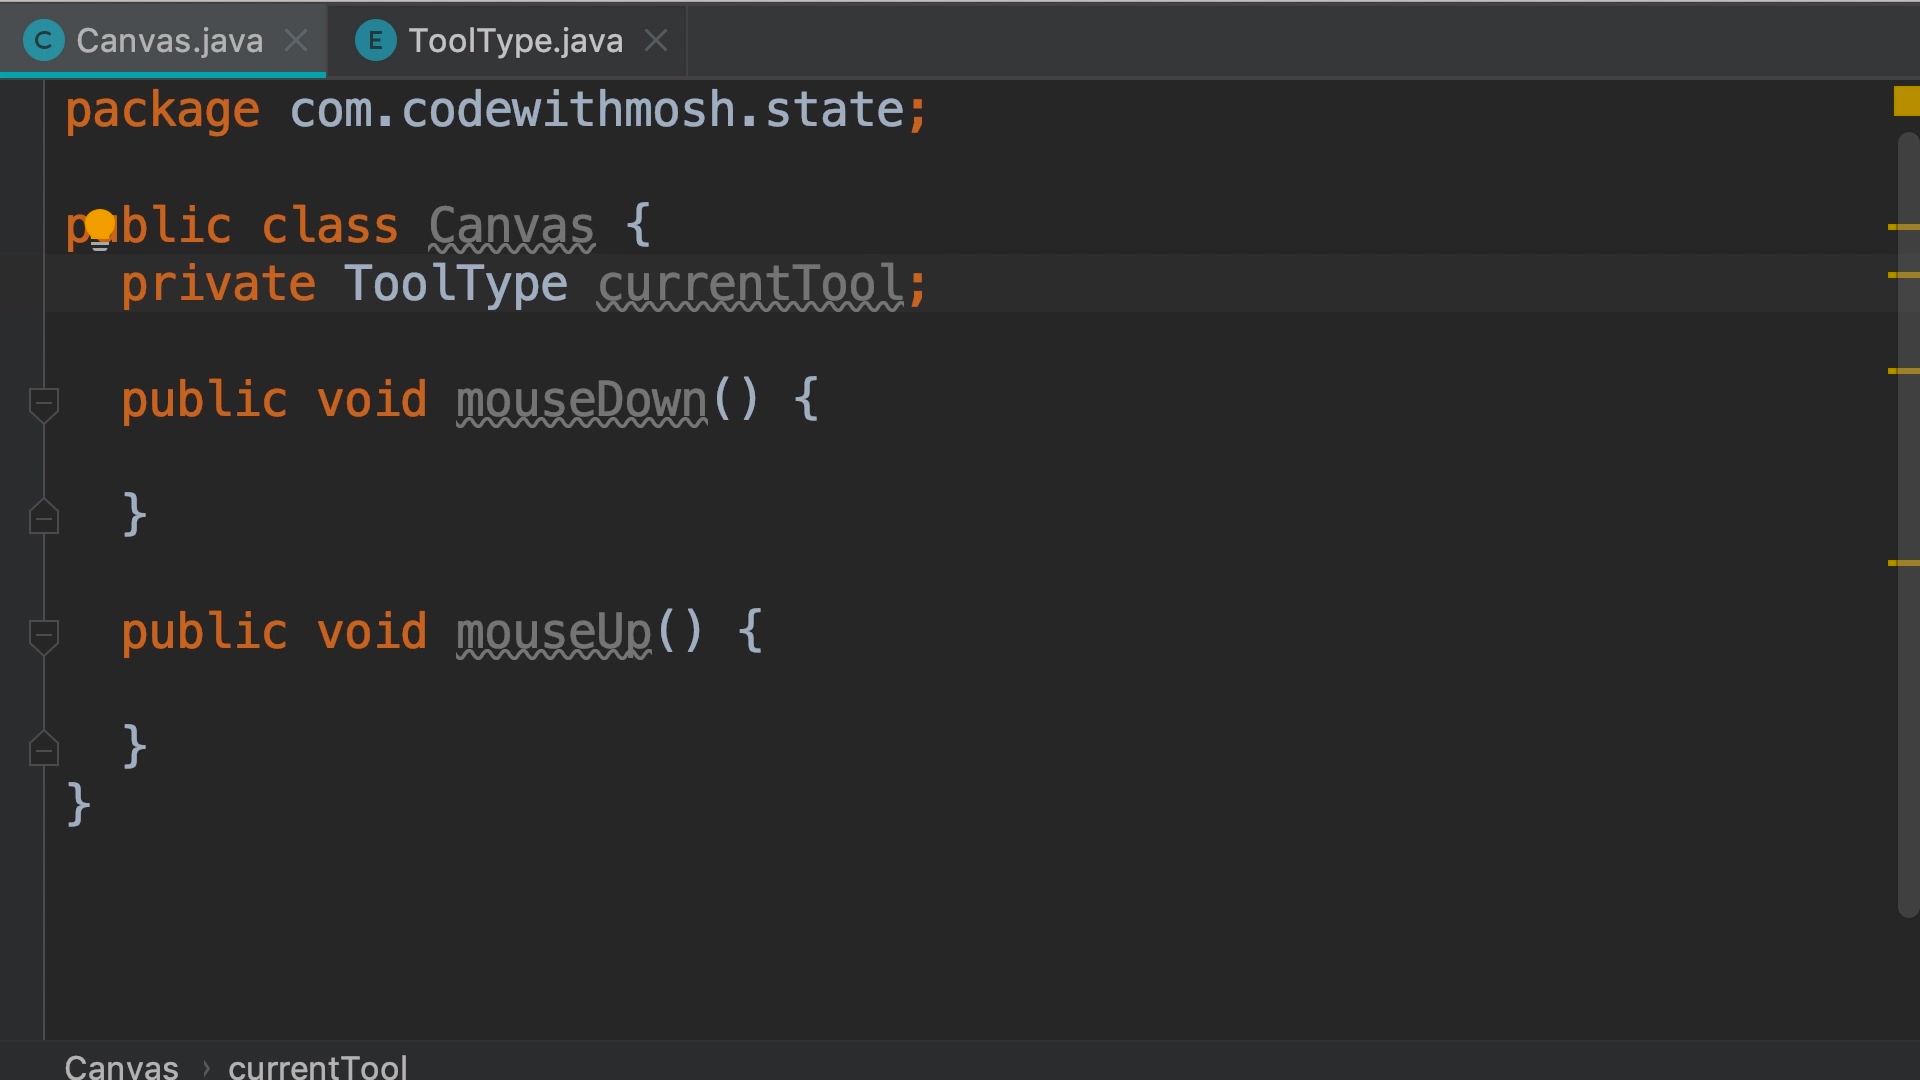 C Canvas.java E ToolType.java
package com.codewithmosh.state;
public class Canvas {
private ToolType currentTool;
public void mouseDown() {
}
public void mouseUp() {
}
}
Canvas › currentTool